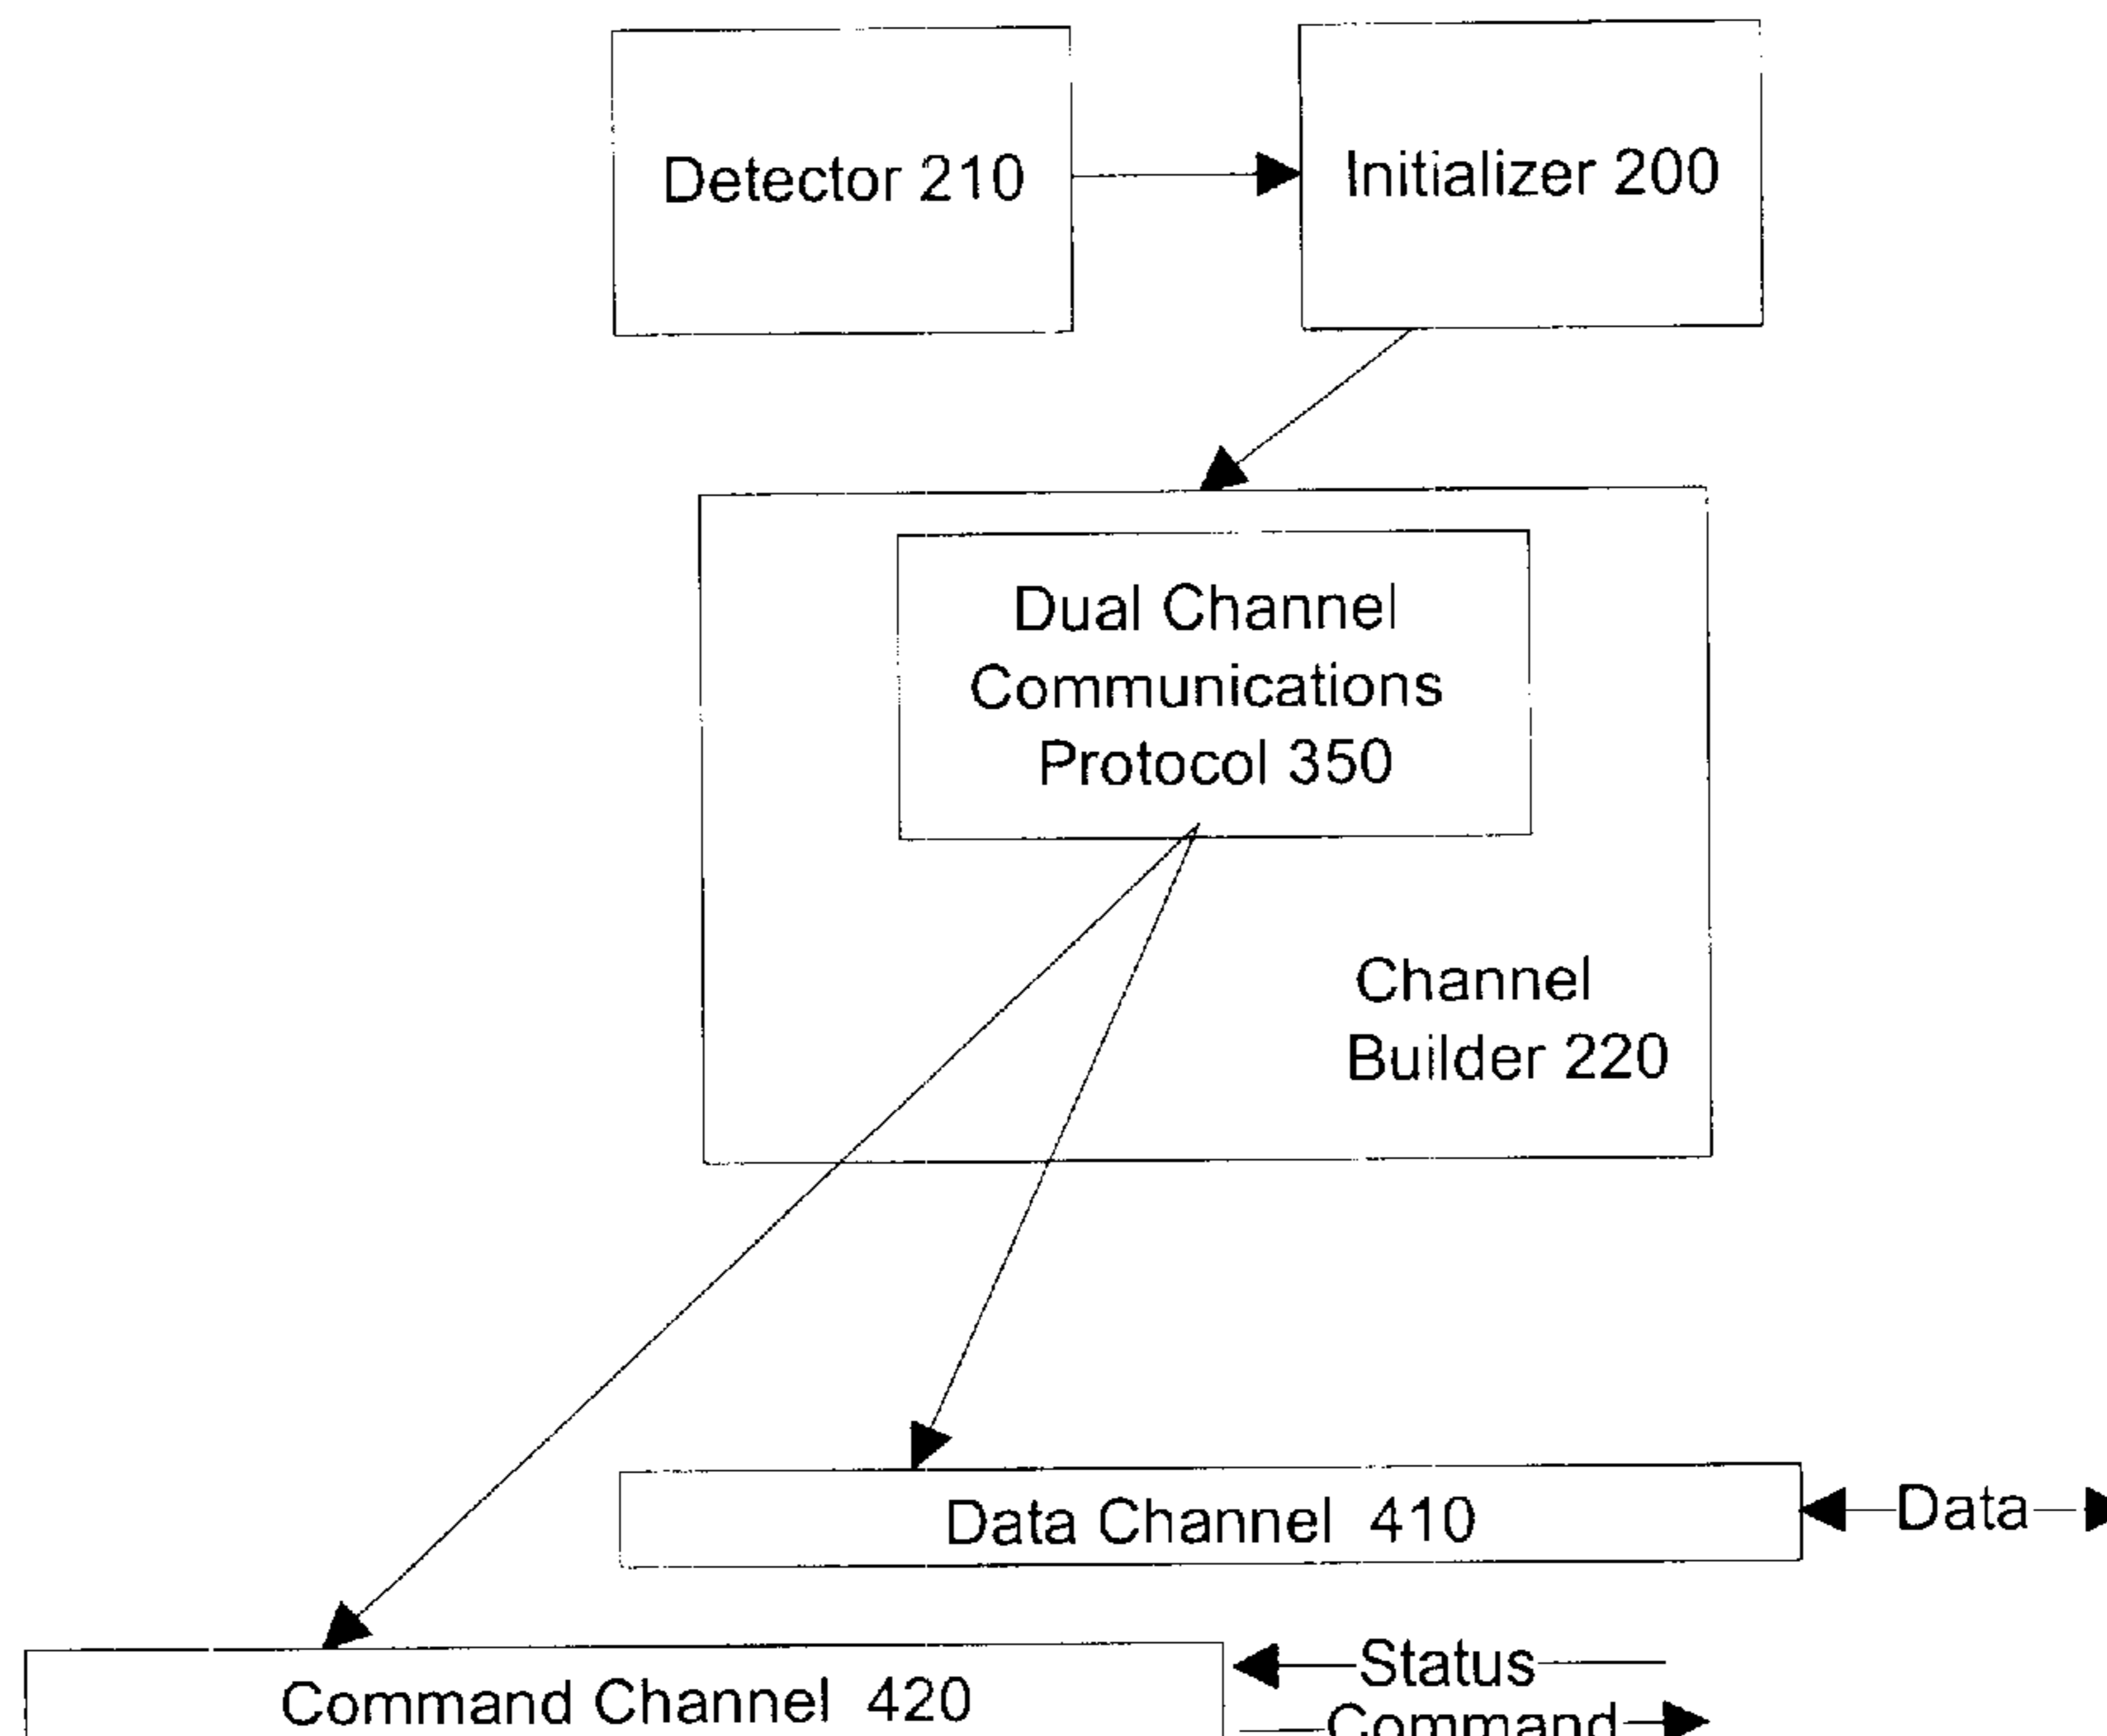 Detector 210
Initializer 200
Dual Channel
Communications
Protocol 350
Channel
Builder 220
Data Channel 410
Data
Command Channel 420
Status
Command